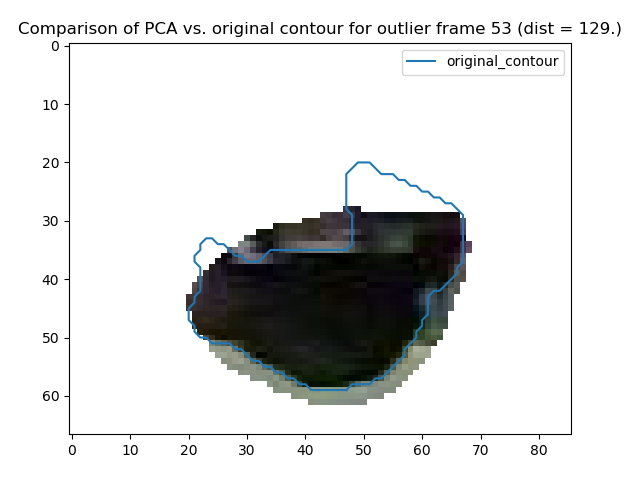 Comparison of PCA vs. original contour for outlier frame 53 (dist = 129.)
original_contour
0
10
20
30
40
50
60
0 10 20 30 40 50 60 70 80